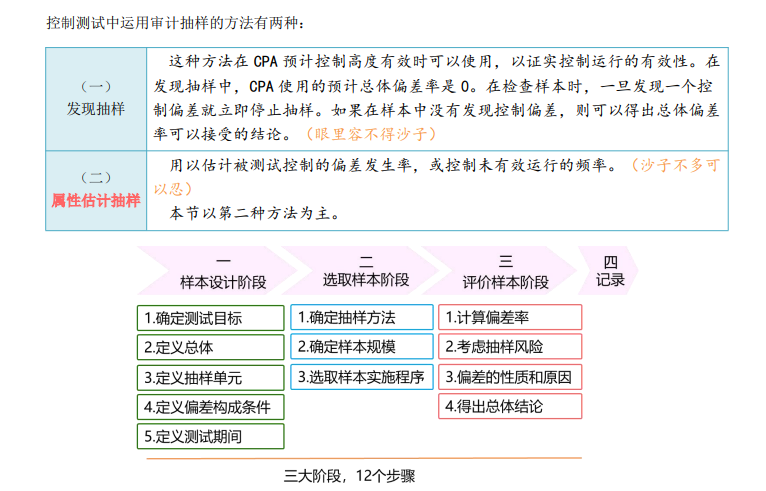 控制测试中运用审计抽样的方法有两种：
（一）
发现抽样
这种方法在 CPA 预计控制高度有效时可以使用，以证实控制运行的有效性。在
发现抽样中，CPA 使用的预计总体偏差率是 0。在检查样本时，一旦发现一个控
制偏差就立即停止抽样。如果在样本中没有发现控制偏差，则可以得出总体偏差
率可以接受的结论。（眼里容不得沙子）
（二）
属性估计抽样
用以估计被测试控制的偏差发生率，或控制未有效运行的频率。（沙子不多可
以忍）
本节以第二种方法为主。
一
样本设计阶段
1.确定测试目标
2.定义总体
3.定义抽样单元
4.定义偏差构成条件
5.定义测试期间
二
选取样本阶段
1.确定抽样方法
2.确定样本规模
3.选取样本实施程序
三
评价样本阶段
1.计算偏差率
2.考虑抽样风险
3.偏差的性质和原因
4.得出总体结论
四
记录
三大阶段，12个步骤